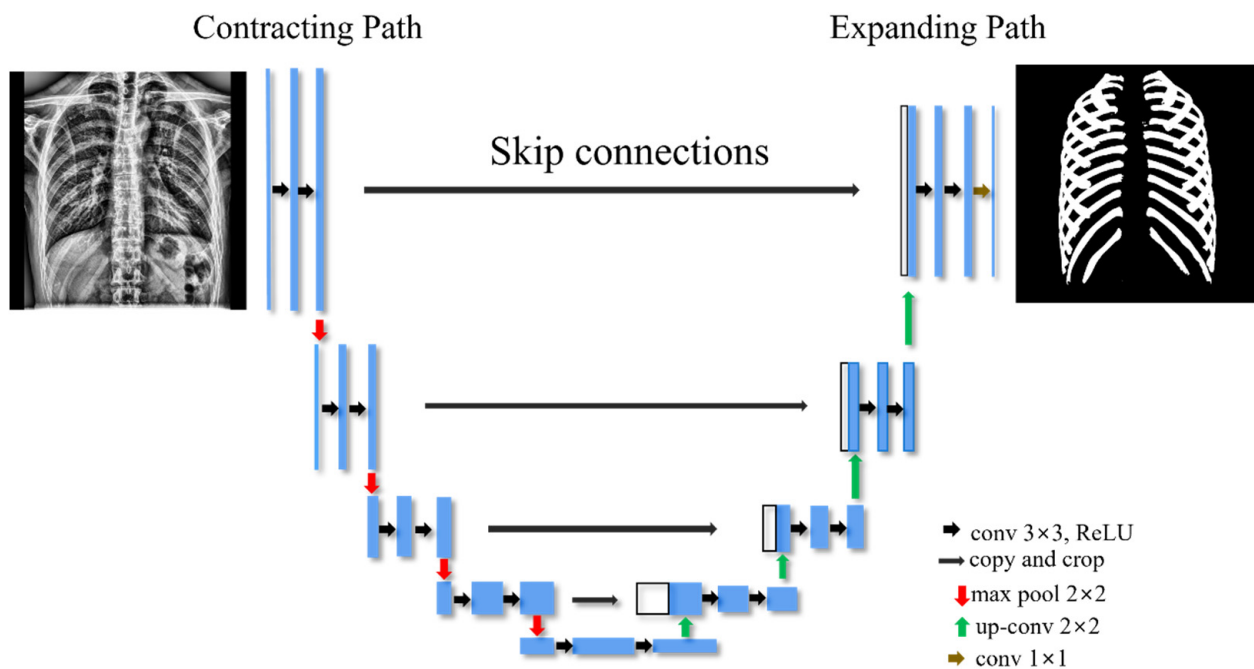 Contracting Path
Expanding Path
Skip connections
conv 3×3, ReLU
copy and crop
max pool 2×2
up-conv 2×2
conv 1×1